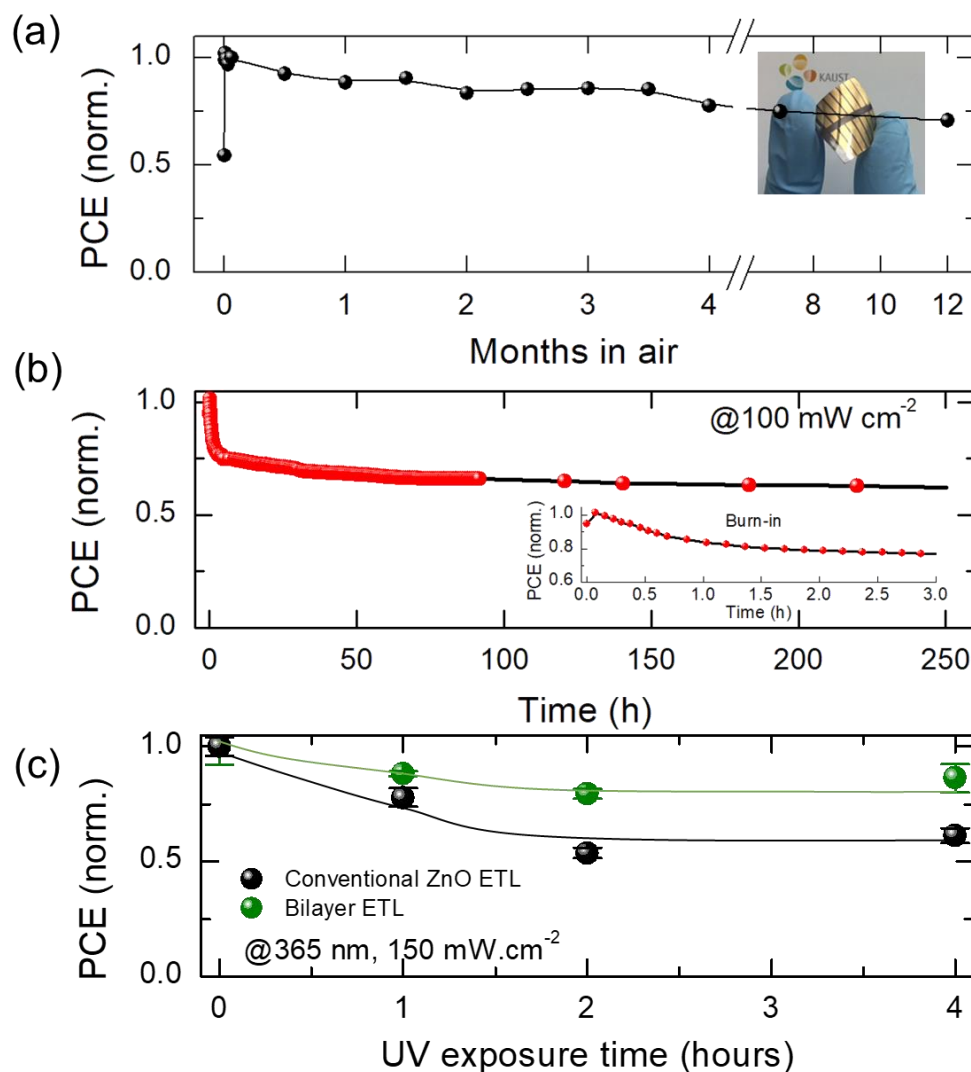 (a)
PCE (norm.)
1.0
0.5
0.0
KAUST
0 1 2 3 4 8 10 12
Months in air
(b)
PCE (norm.)
1.0
0.5
0.0
@100 mW cm⁻²
PCE (norm.)
1.0
0.8
0.6
Burn-in
0.0 0.5 1.0 1.5 2.0 2.5 3.0
Time (h)
0 50 100 150 200 250
Time (h)
(c)
PCE (norm.)
1.0
0.5
0.0
Conventional ZnO ETL
Bilayer ETL
@365 nm, 150 mW.cm⁻²
0 1 2 3 4
UV exposure time (hours)